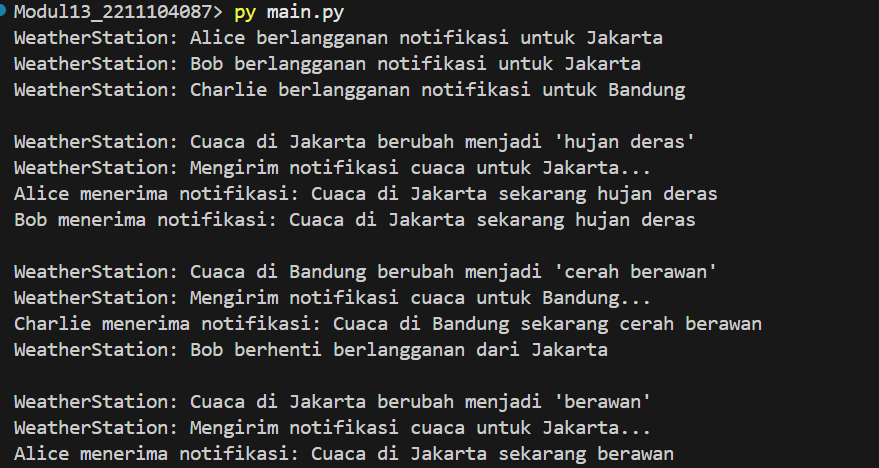 Modul13_2211104087> py main.py
WeatherStation: Alice berlangganan notifikasi untuk Jakarta
WeatherStation: Bob berlangganan notifikasi untuk Jakarta
WeatherStation: Charlie berlangganan notifikasi untuk Bandung
WeatherStation: Cuaca di Jakarta berubah menjadi 'hujan deras'
WeatherStation: Mengirim notifikasi cuaca untuk Jakarta...
Alice menerima notifikasi: Cuaca di Jakarta sekarang hujan deras
Bob menerima notifikasi: Cuaca di Jakarta sekarang hujan deras
WeatherStation: Cuaca di Bandung berubah menjadi 'cerah berawan'
WeatherStation: Mengirim notifikasi cuaca untuk Bandung...
Charlie menerima notifikasi: Cuaca di Bandung sekarang cerah berawan
WeatherStation: Bob berhenti berlangganan dari Jakarta
WeatherStation: Cuaca di Jakarta berubah menjadi 'berawan'
WeatherStation: Mengirim notifikasi cuaca untuk Jakarta...
Alice menerima notifikasi: Cuaca di Jakarta sekarang berawan